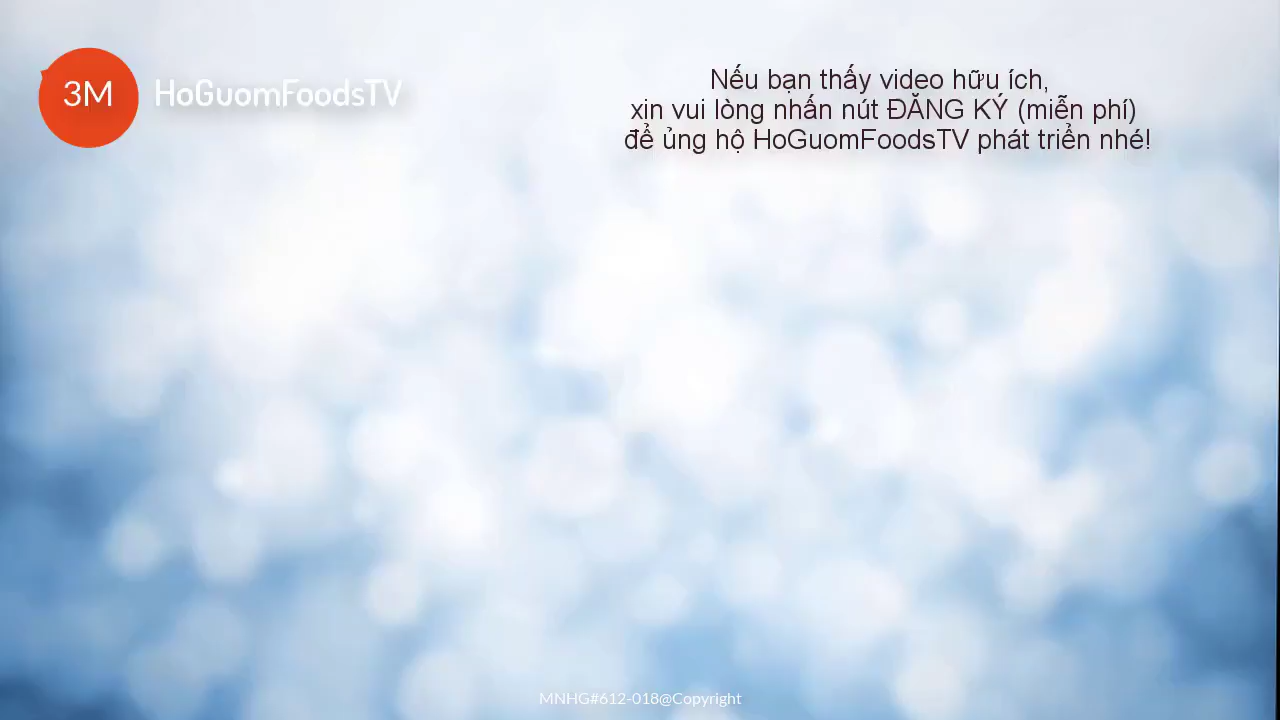 3M
HoGuomFoodsTV
Nếu bạn thấy video hữu ích,
xin vui lòng nhấn nút ĐĂNG KÝ (miễn phí)
để ủng hộ HoGuomFoodsTV phát triển nhé!
MNHG#612-018@Copyright